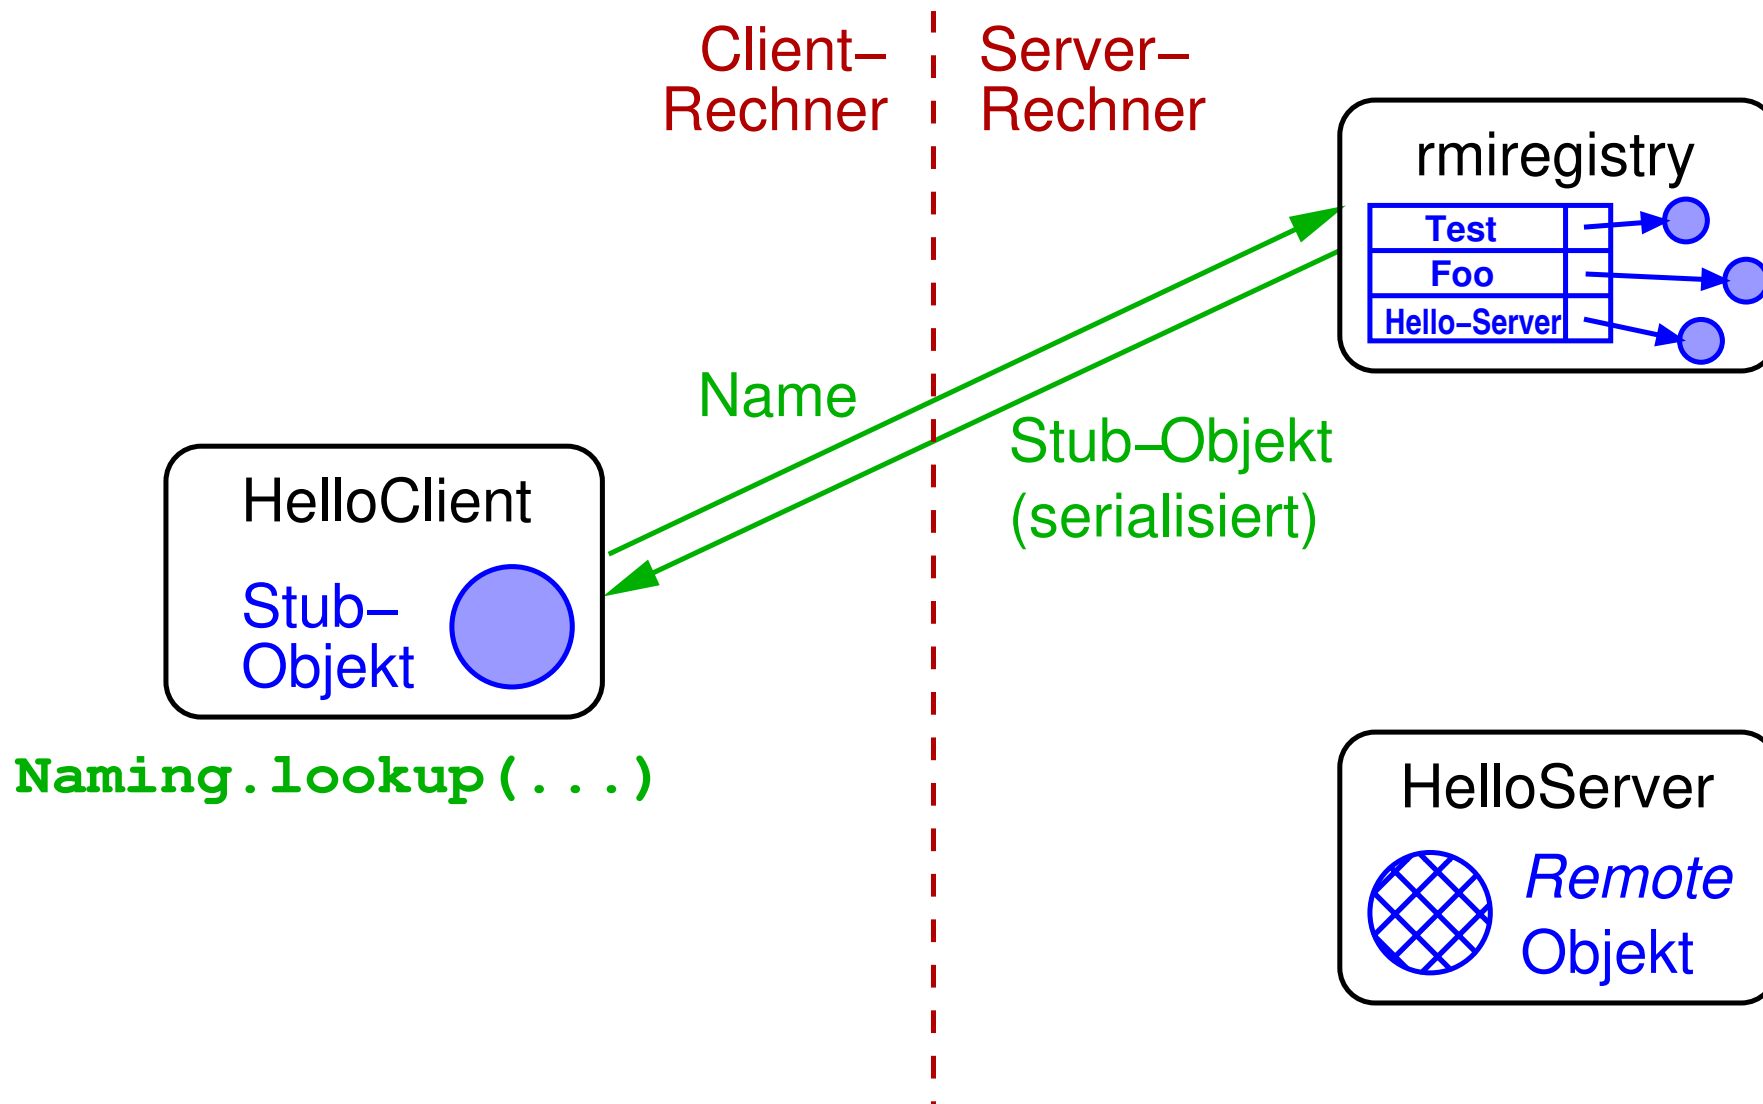 Client–
Rechner
Server–
Rechner
rmiregistry
Test
Foo
Hello–Server
Name
Stub–Objekt
(serialisiert)
HelloClient
Stub–
Objekt
Naming.lookup(...)
HelloServer
Remote
Objekt